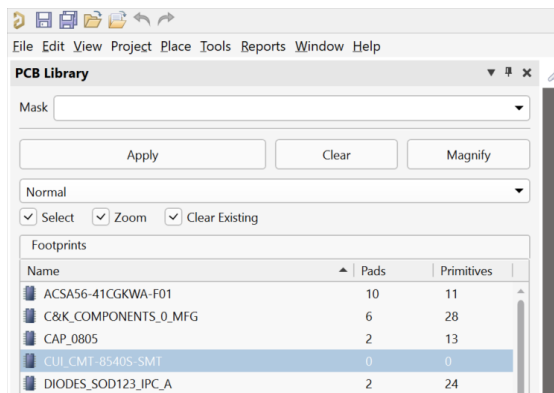 File Edit View Project Place Tools Reports Window Help
PCB Library
Mask
Apply Clear Magnify
Normal
Select Zoom Clear Existing
Footprints
Name Pads Primitives
ACSA56-41CGKWA-F01 10 11
C&K_COMPONENTS_0_MFG 6 28
CAP_0805 2 13
CUI_CMT-8540S-SMT 0 0
DIODES_SOD123_IPC_A 2 24